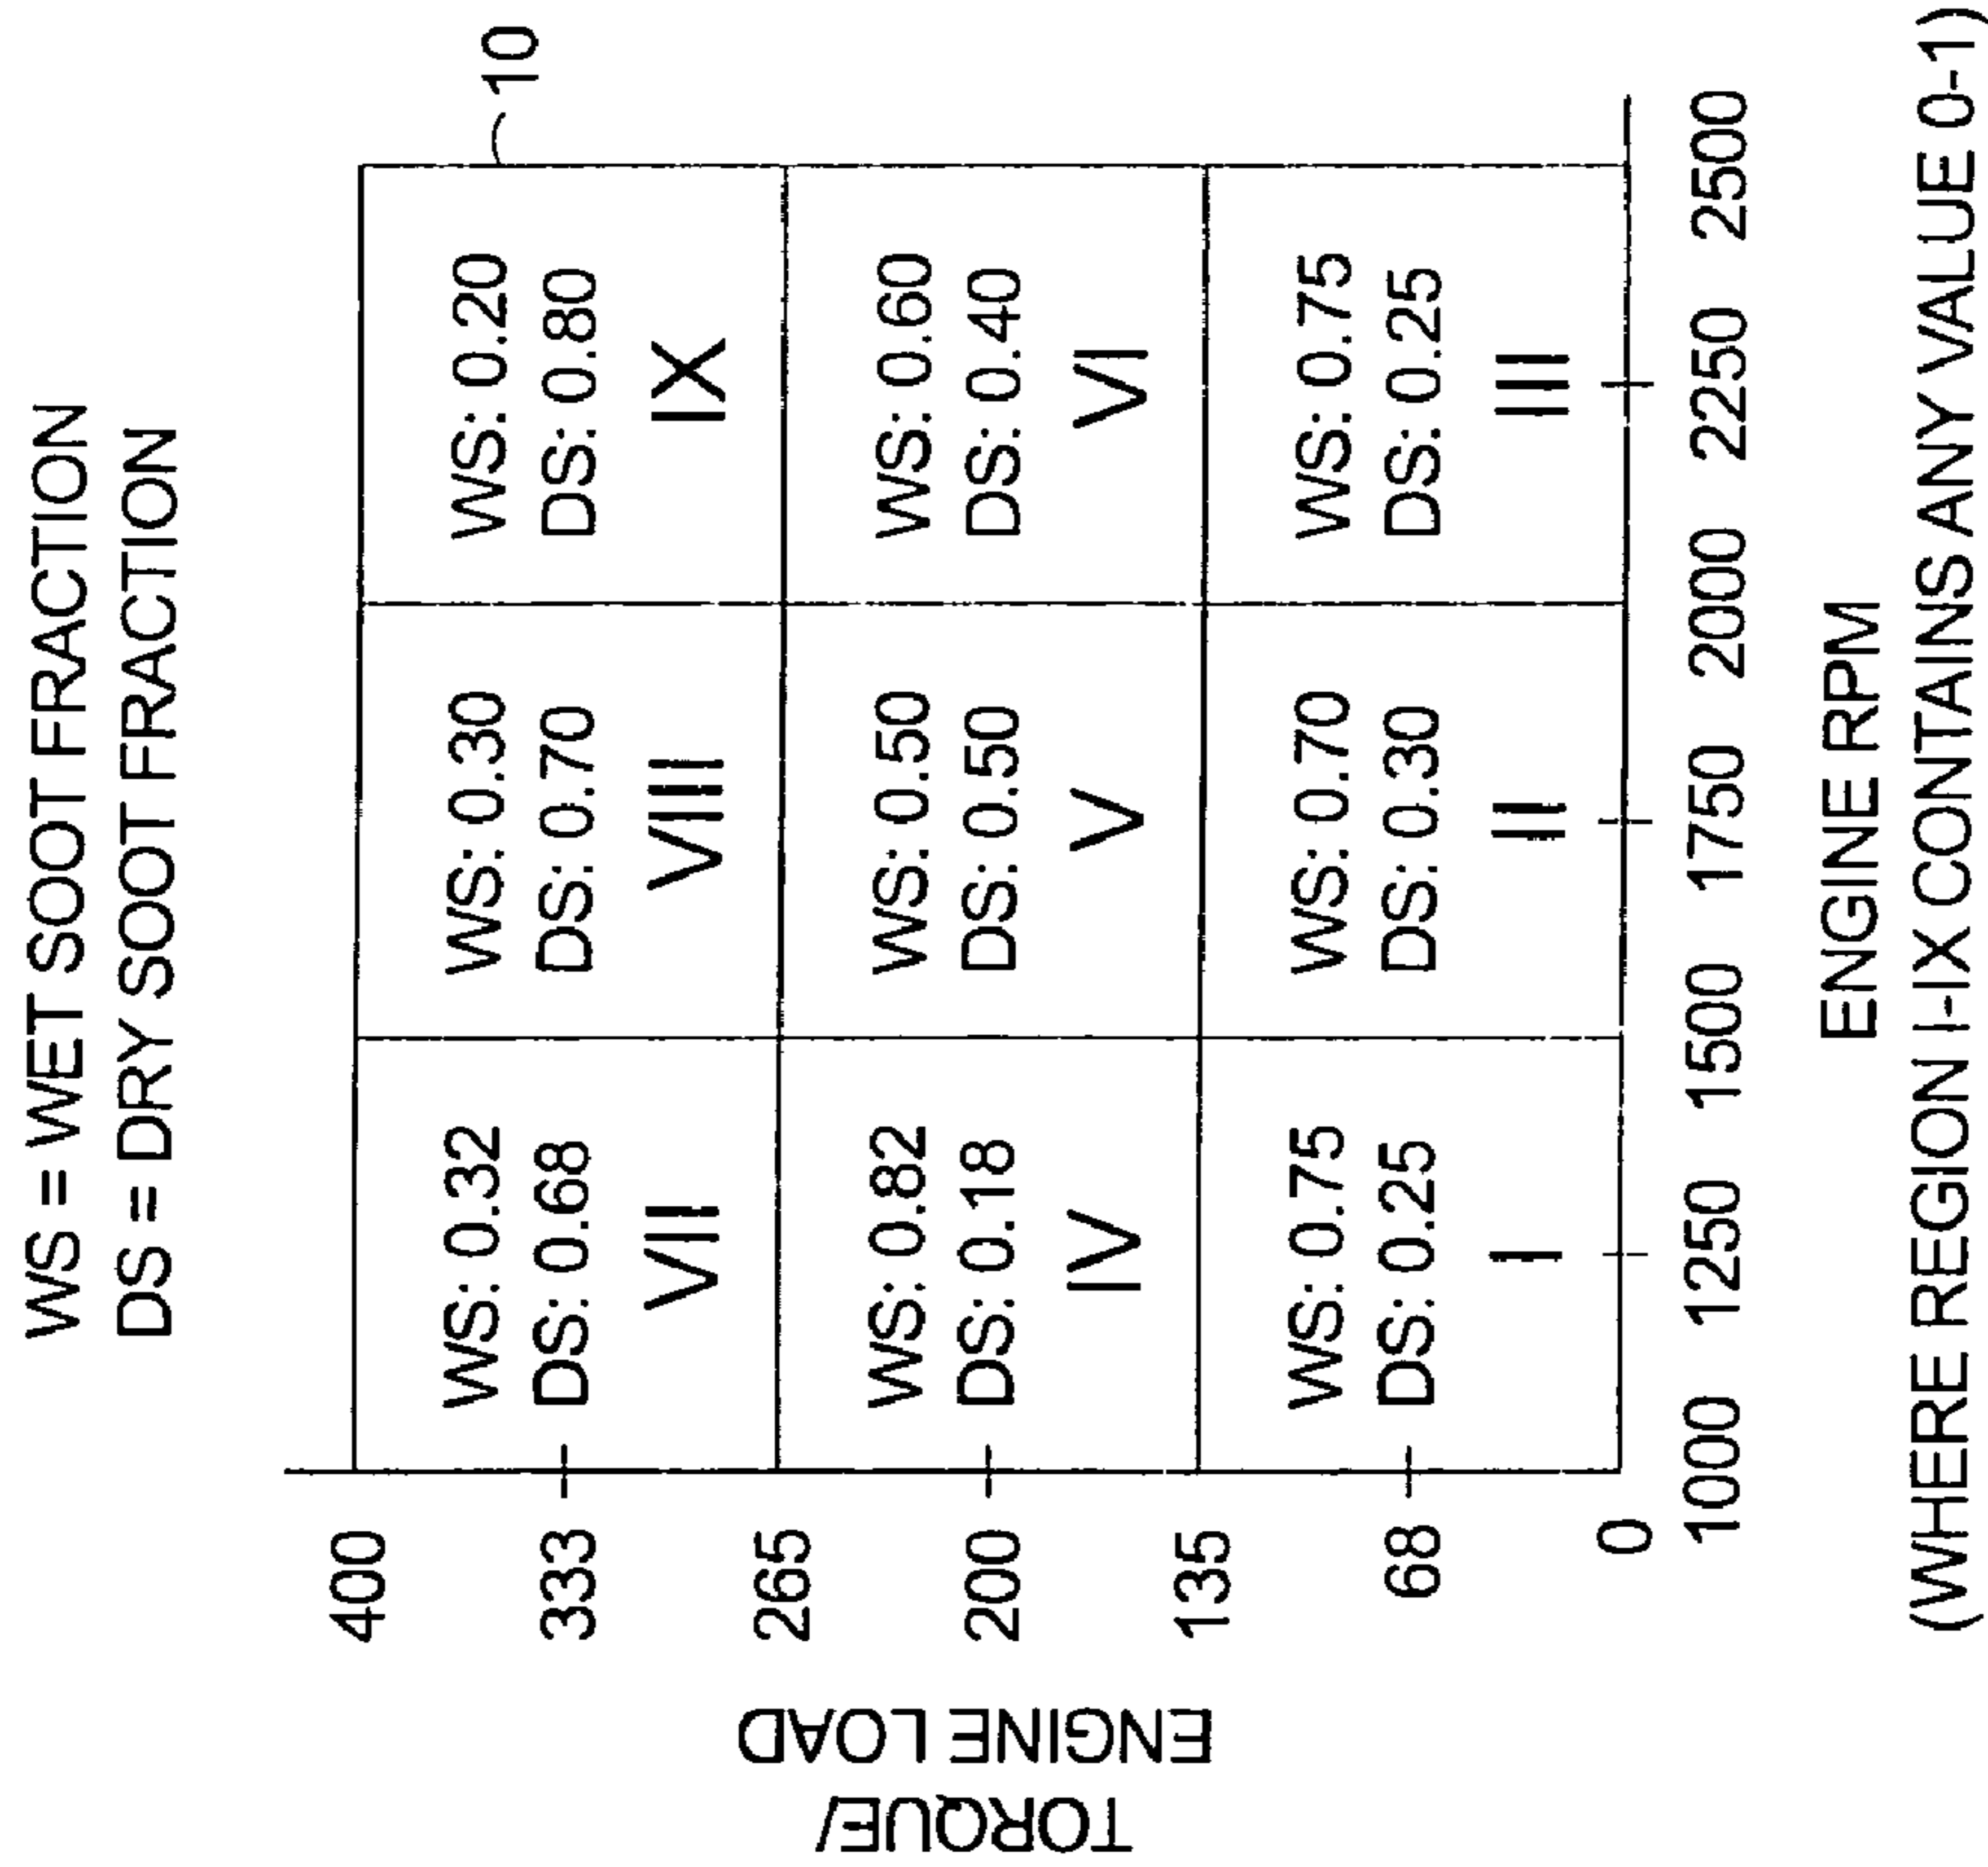 WS = WET SOOT FRACTION
DS = DRY SOOT FRACTION
10
TORQUE/
ENGINE LOAD
400
333
265
200
135
68
0
WS: 0.32
DS: 0.68
VII
WS: 0.30
DS: 0.70
VIII
WS: 0.20
DS: 0.80
IX
WS: 0.82
DS: 0.18
IV
WS: 0.50
DS: 0.50
V
WS: 0.60
DS: 0.40
VI
WS: 0.75
DS: 0.25
I
WS: 0.70
DS: 0.30
II
WS: 0.75
DS: 0.25
III
1000 1250 1500 1750 2000 2250 2500
ENGINE RPM
(WHERE REGION I-IX CONTAINS ANY VALUE 0-1)